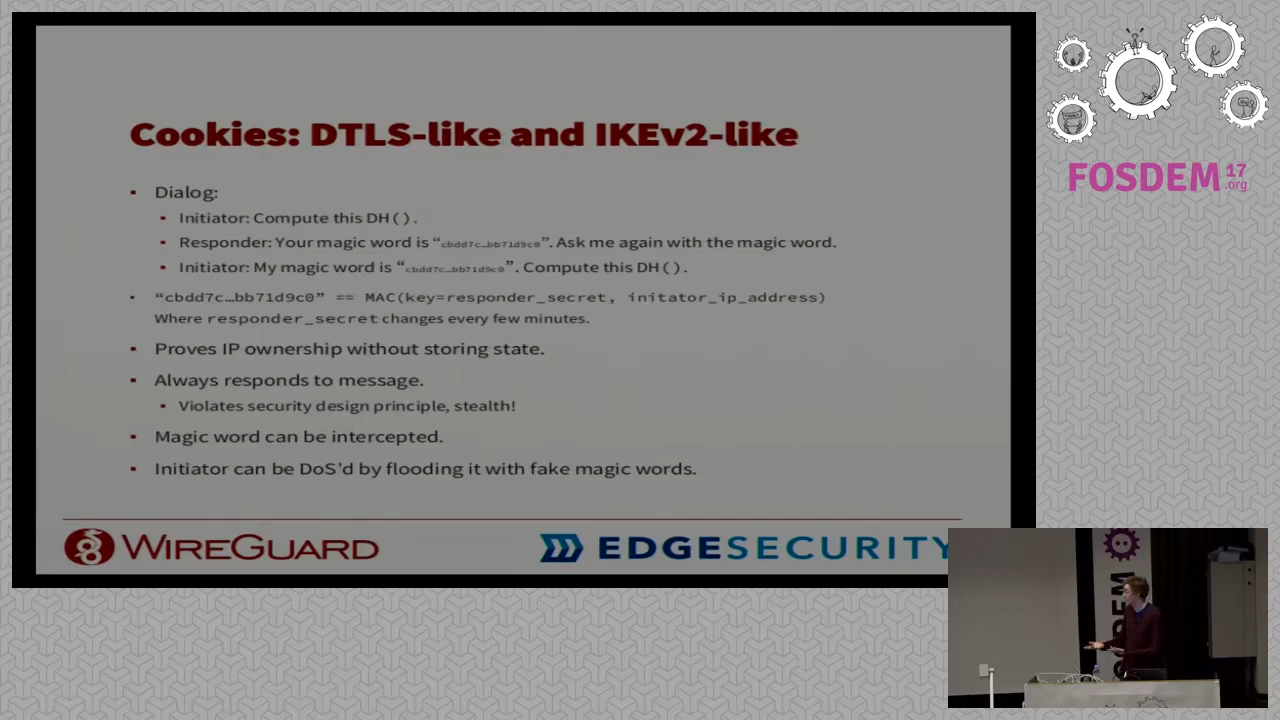 Cookies: DTLS-like and IKEv2-like
Dialog:
Initiator: Compute this DH().
Responder: Your magic word is “cbdd7c…bb71d9c0”. Ask me again with the magic word.
Initiator: My magic word is “cbdd7c…bb71d9c0”. Compute this DH().
“cbdd7c…bb71d9c0” == MAC(key=responder_secret, initator_ip_address)
Where responder_secret changes every few minutes.
Proves IP ownership without storing state.
Always responds to message.
Violates security design principle, stealth!
Magic word can be intercepted.
Initiator can be DoS'd by flooding it with fake magic words.
WIREGUARD
EDGESECURITY
FOSDEM 17
.org